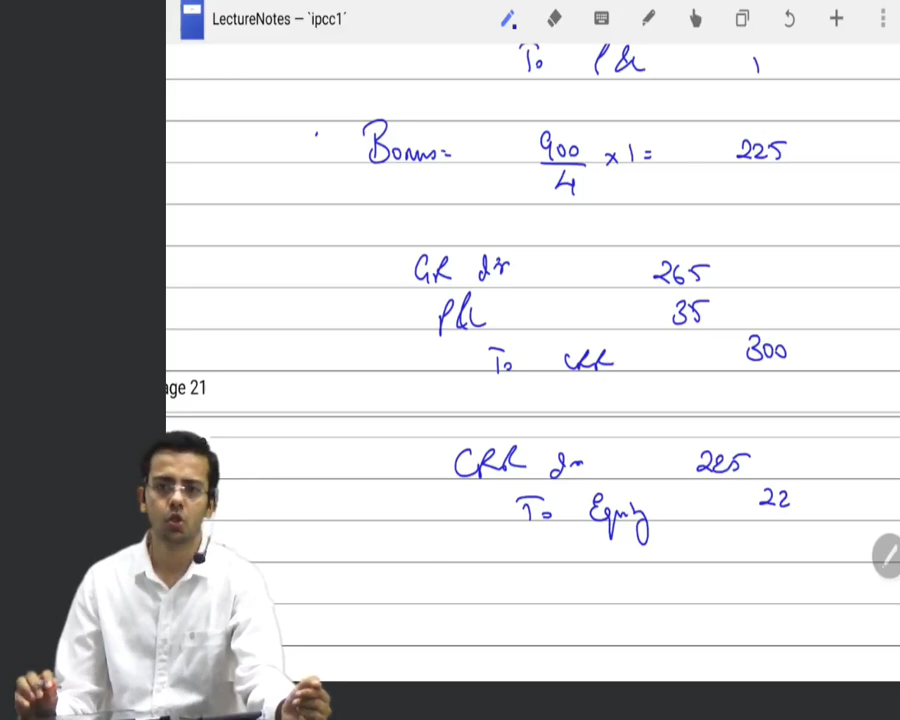 LectureNotes – `ipcc1`
To P&L 1
Bonus = 900/4 x 1 = 225
GR dr 265
P&L 35
To CRR 300
age 21
CRR dr 225
To Equity 22